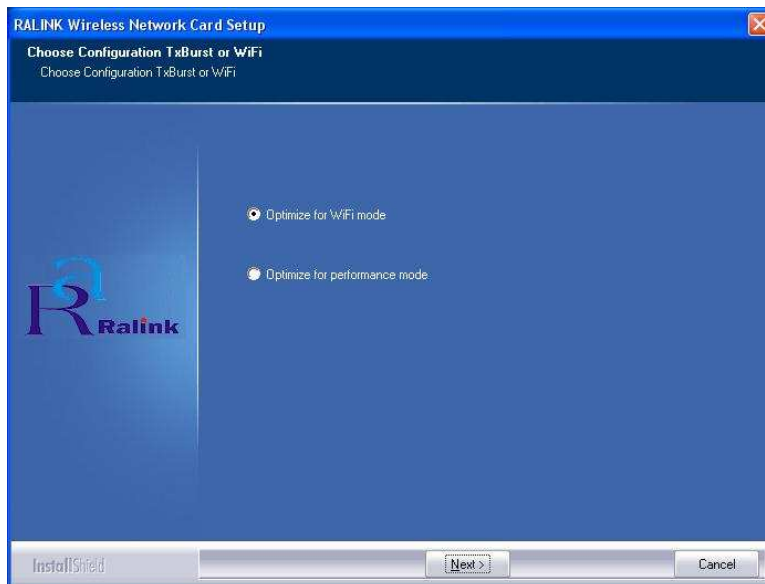 RALINK Wireless Network Card Setup
Choose Configuration TxBurst or WiFi
Choose Configuration TxBurst or WiFi
Optimize for WiFi mode
Optimize for performance mode
Ra
Ralink
InstallShield
Next >
Cancel